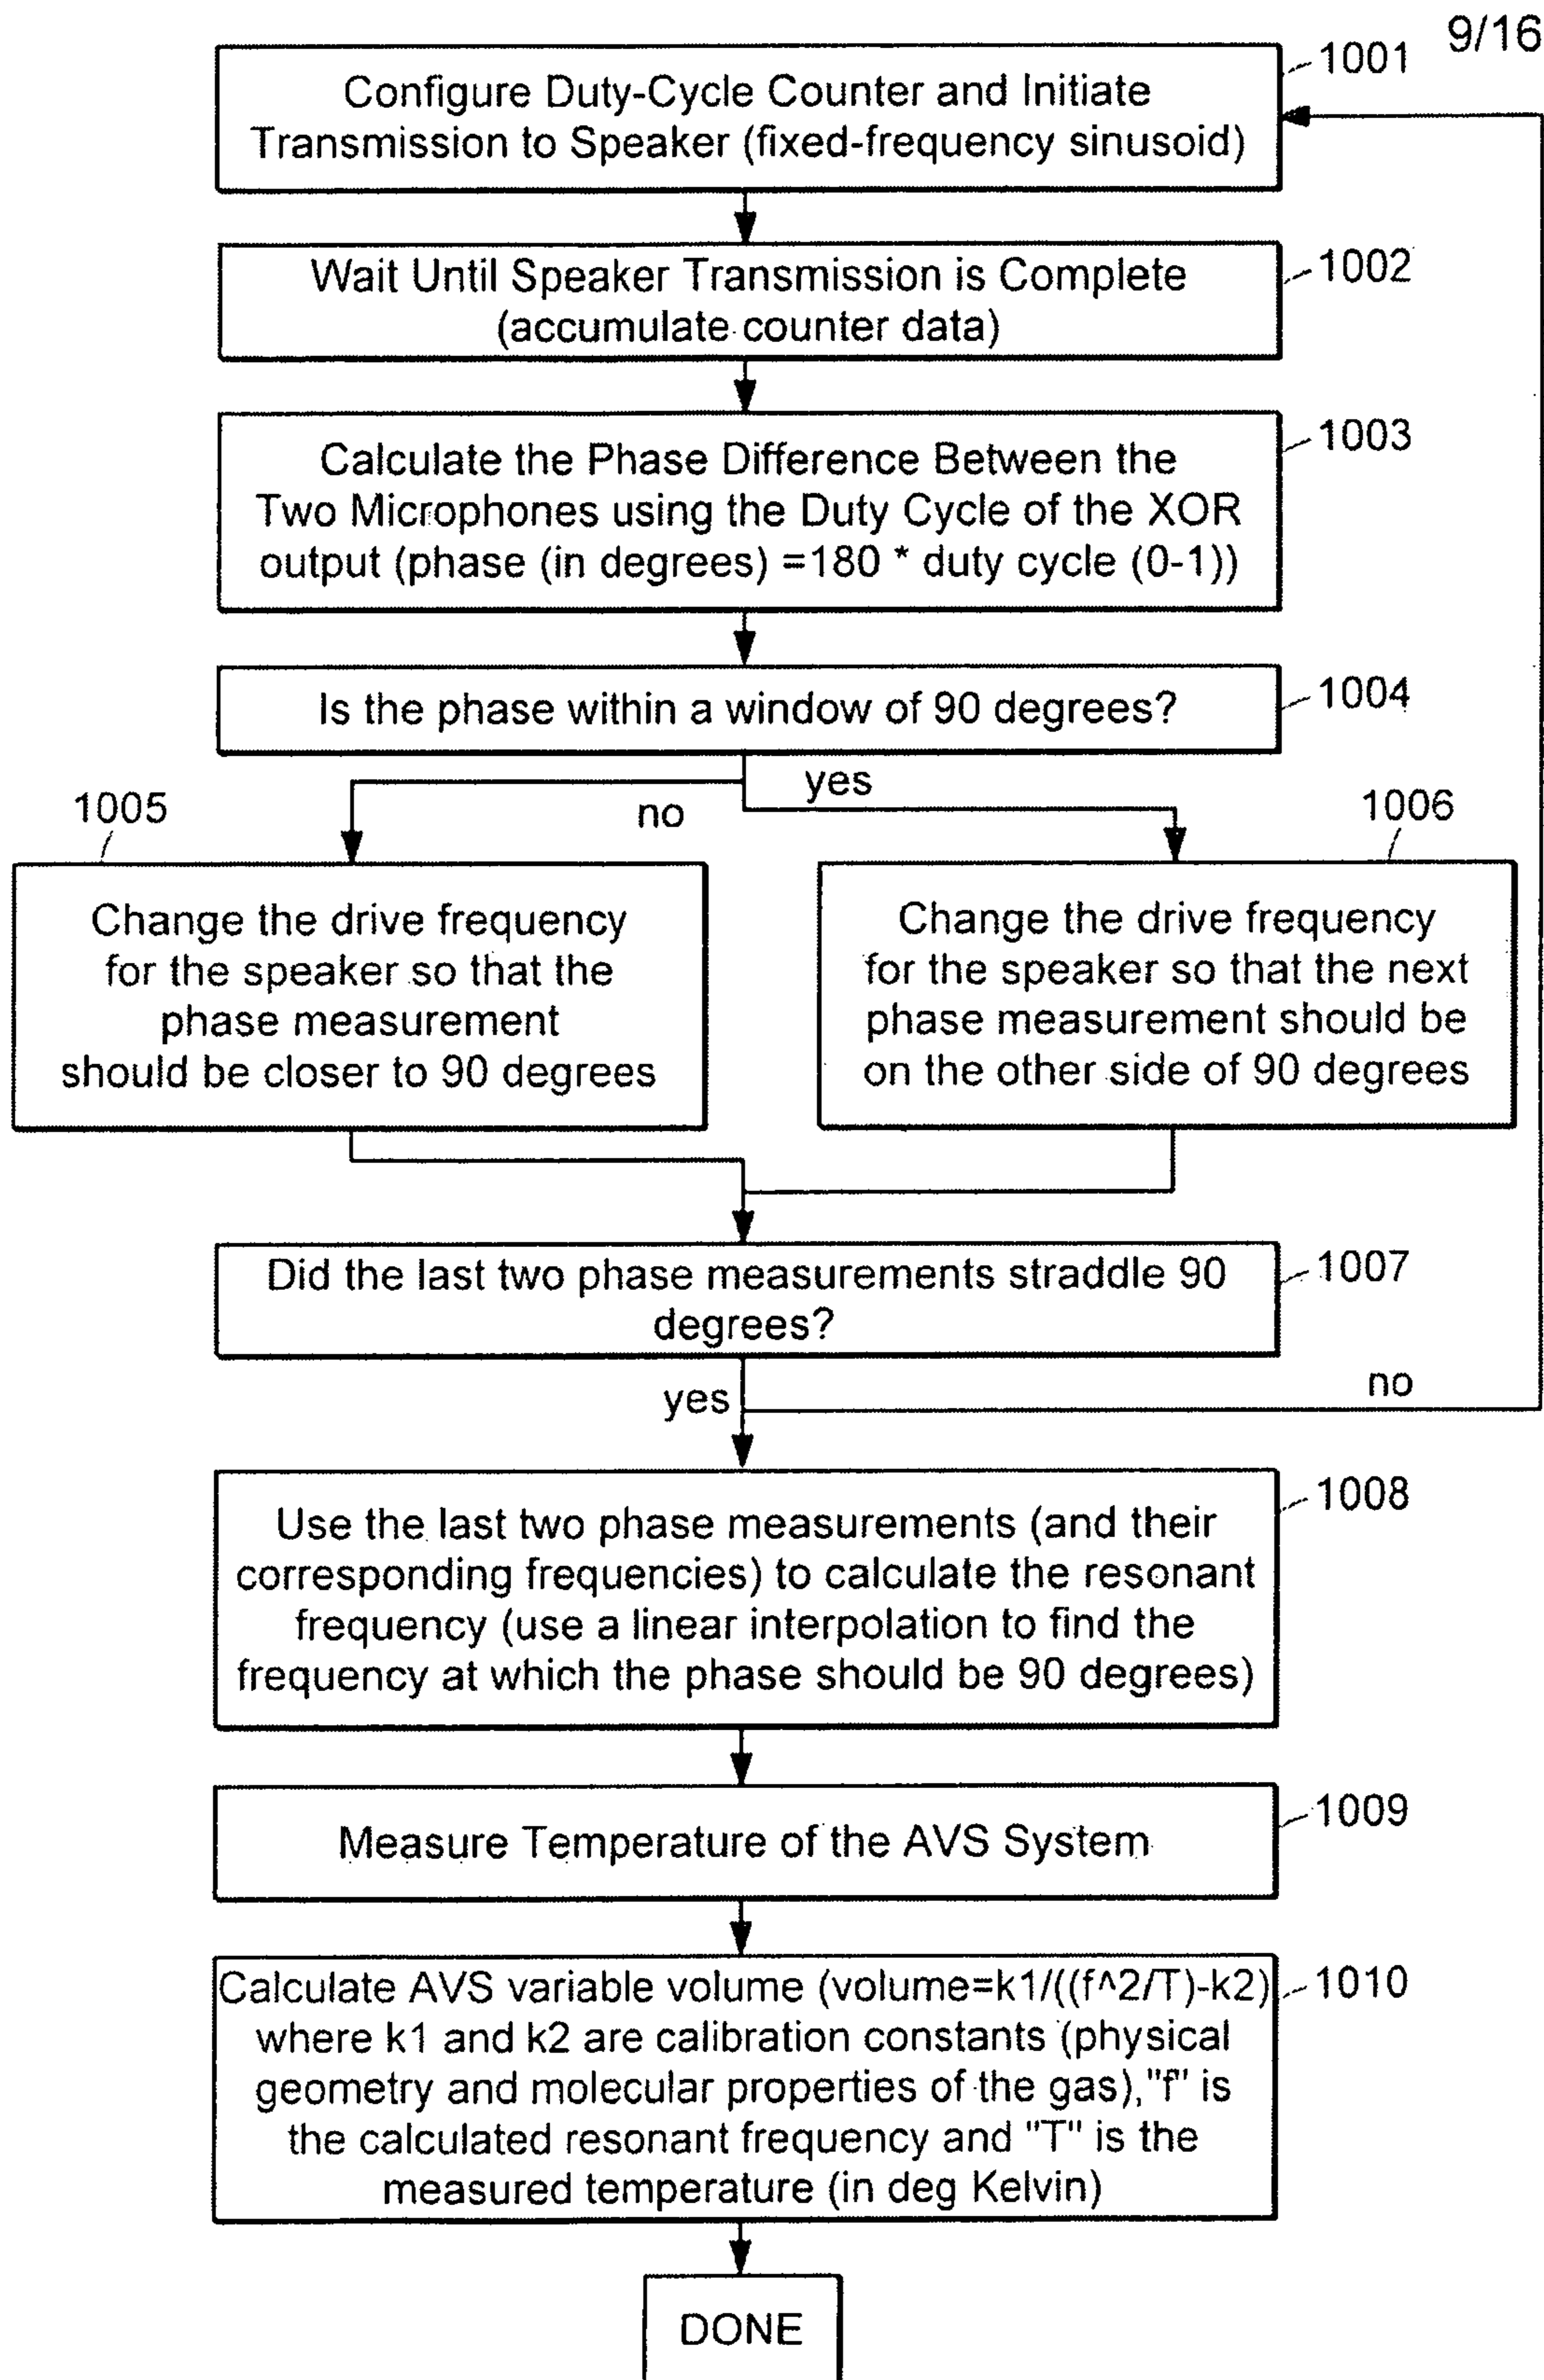 9/16
1001
Configure Duty-Cycle Counter and Initiate
Transmission to Speaker (fixed-frequency sinusoid)
1002
Wait Until Speaker Transmission is Complete
(accumulate counter data)
1003
Calculate the Phase Difference Between the
Two Microphones using the Duty Cycle of the XOR
output (phase (in degrees) =180 * duty cycle (0-1))
1004
Is the phase within a window of 90 degrees?
yes
no
1005
1006
Change the drive frequency
for the speaker so that the
phase measurement
should be closer to 90 degrees
Change the drive frequency
for the speaker so that the next
phase measurement should be
on the other side of 90 degrees
1007
Did the last two phase measurements straddle 90
degrees?
yes
no
1008
Use the last two phase measurements (and their
corresponding frequencies) to calculate the resonant
frequency (use a linear interpolation to find the
frequency at which the phase should be 90 degrees)
1009
Measure Temperature of the AVS System
1010
Calculate AVS variable volume (volume=k1/((f^2/T)-k2)
where k1 and k2 are calibration constants (physical
geometry and molecular properties of the gas),"f" is
the calculated resonant frequency and "T" is the
measured temperature (in deg Kelvin)
DONE